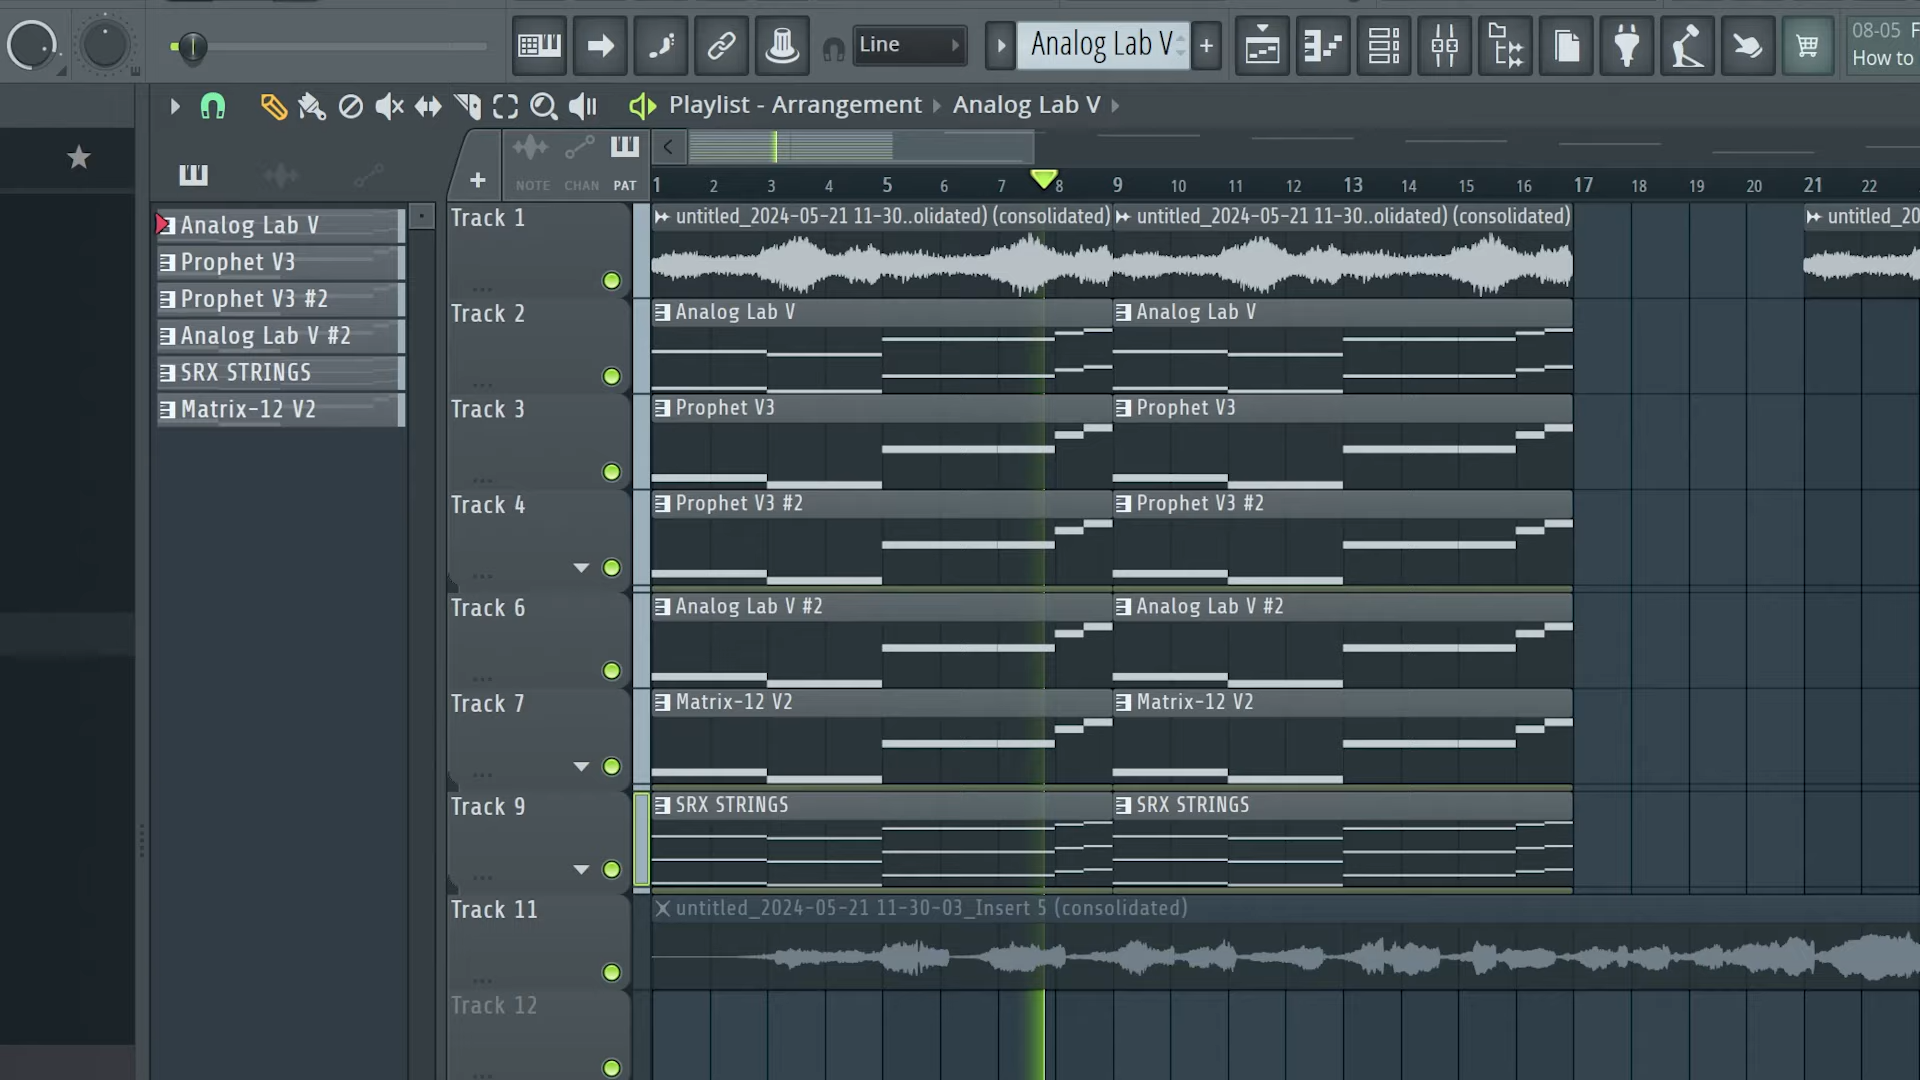 Line
Analog Lab V
+
08-05 F
How to
Playlist - Arrangement
Analog Lab V
+
NOTE
CHAN
PAT
1 2 3 4 5 6 7 8 9 10 11 12 13 14 15 16 17 18 19 20 21 22
Analog Lab V
Prophet V3
Prophet V3 #2
Analog Lab V #2
SRX STRINGS
Matrix-12 V2
Track 1
untitled_2024-05-21 11-30..olidated) (consolidated)
untitled_2024-05-21 11-30..olidated) (consolidated)
untitled_20
Track 2
Analog Lab V
Analog Lab V
Track 3
Prophet V3
Prophet V3
Track 4
Prophet V3 #2
Prophet V3 #2
Track 6
Analog Lab V #2
Analog Lab V #2
Track 7
Matrix-12 V2
Matrix-12 V2
Track 9
SRX STRINGS
SRX STRINGS
Track 11
untitled_2024-05-21 11-30-03_Insert 5 (consolidated)
Track 12